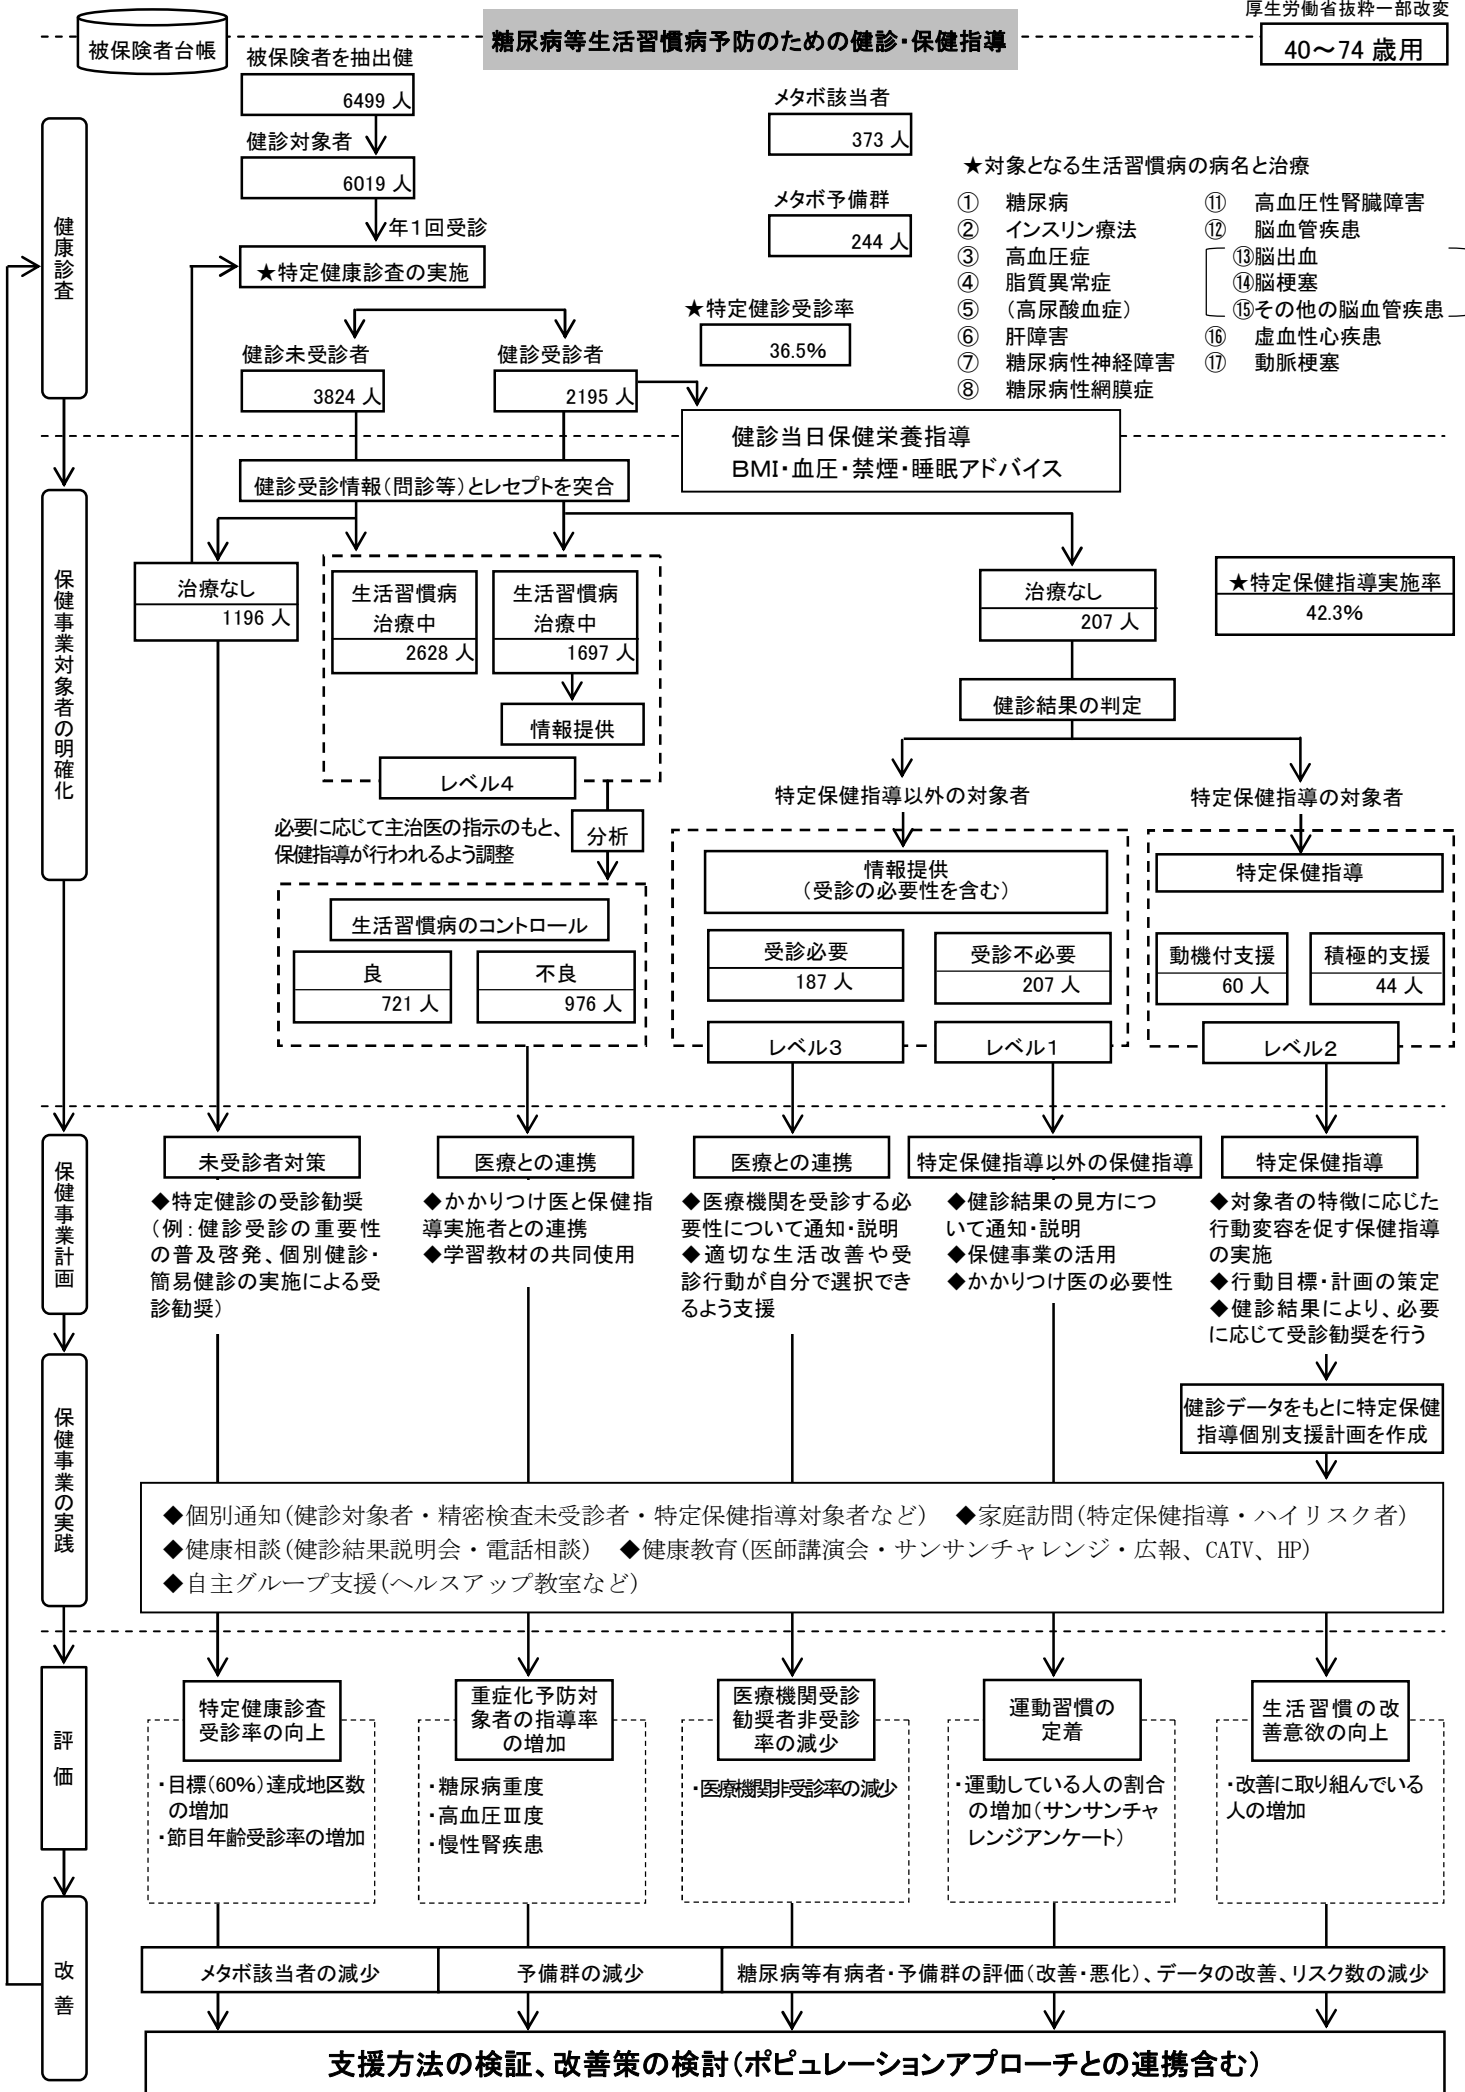 厚生労働省抜粋一部改変
被保険者台帳
糖尿病等生活習慣病予防のための健診・保健指導
40～74 歳用
被保険者を抽出健
6499 人
健診対象者
6019 人
年1回受診
★特定健康診査の実施
メタボ該当者
373 人
メタボ予備群
244 人
★特定健診受診率
36.5%
★対象となる生活習慣病の病名と治療
① 糖尿病
② インスリン療法
③ 高血圧症
④ 脂質異常症
⑤ (高尿酸血症)
⑥ 肝障害
⑦ 糖尿病性神経障害
⑧ 糖尿病性網膜症
⑪ 高血圧性腎臓障害
⑫ 脳血管疾患
⑬脳出血
⑭脳梗塞
⑮その他の脳血管疾患
⑯ 虚血性心疾患
⑰ 動脈梗塞
健康診査
健診未受診者
3824 人
健診受診者
2195 人
健診当日保健栄養指導
BMI・血圧・禁煙・睡眠アドバイス
健診受診情報(問診等)とレセプトを突合
保健事業対象者の明確化
治療なし
1196 人
生活習慣病
治療中
2628 人
生活習慣病
治療中
1697 人
情報提供
レベル4
治療なし
207 人
★特定保健指導実施率
42.3%
健診結果の判定
必要に応じて主治医の指示のもと、
保健指導が行われるよう調整
分析
生活習慣病のコントロール
良
721 人
不良
976 人
特定保健指導以外の対象者
情報提供
(受診の必要性を含む)
受診必要
187 人
受診不必要
207 人
レベル3
レベル1
特定保健指導の対象者
特定保健指導
動機付支援
60 人
積極的支援
44 人
レベル2
保健事業計画
未受診者対策
◆特定健診の受診勧奨
(例:健診受診の重要性
の普及啓発、個別健診・
簡易健診の実施による受
診勧奨)
医療との連携
◆かかりつけ医と保健指
導実施者との連携
◆学習教材の共同使用
医療との連携
◆医療機関を受診する必
要性について通知・説明
◆適切な生活改善や受
診行動が自分で選択でき
るよう支援
特定保健指導以外の保健指導
◆健診結果の見方につ
いて通知・説明
◆保健事業の活用
◆かかりつけ医の必要性
特定保健指導
◆対象者の特徴に応じた
行動変容を促す保健指導
の実施
◆行動目標・計画の策定
◆健診結果により、必要
に応じて受診勧奨を行う
保健事業の実践
健診データをもとに特定保健
指導個別支援計画を作成
◆個別通知(健診対象者・精密検査未受診者・特定保健指導対象者など) ◆家庭訪問(特定保健指導・ハイリスク者)
◆健康相談(健診結果説明会・電話相談) ◆健康教育(医師講演会・サンサンチャレンジ・広報、CATV、HP)
◆自主グループ支援(ヘルスアップ教室など)
評価
特定健康診査
受診率の向上
・目標(60%)達成地区数
の増加
・節目年齢受診率の増加
重症化予防対
象者の指導率
の増加
・糖尿病重度
・高血圧Ⅲ度
・慢性腎疾患
医療機関受診
勧奨者非受診
率の減少
・医療機関非受診率の減少
運動習慣の
定着
・運動している人の割合
の増加(サンサンチャ
レンジアンケート)
生活習慣の改
善意欲の向上
・改善に取り組んでいる
人の増加
改善
メタボ該当者の減少
予備群の減少
糖尿病等有病者・予備群の評価(改善・悪化)、データの改善、リスク数の減少
支援方法の検証、改善策の検討(ポピュレーションアプローチとの連携含む)